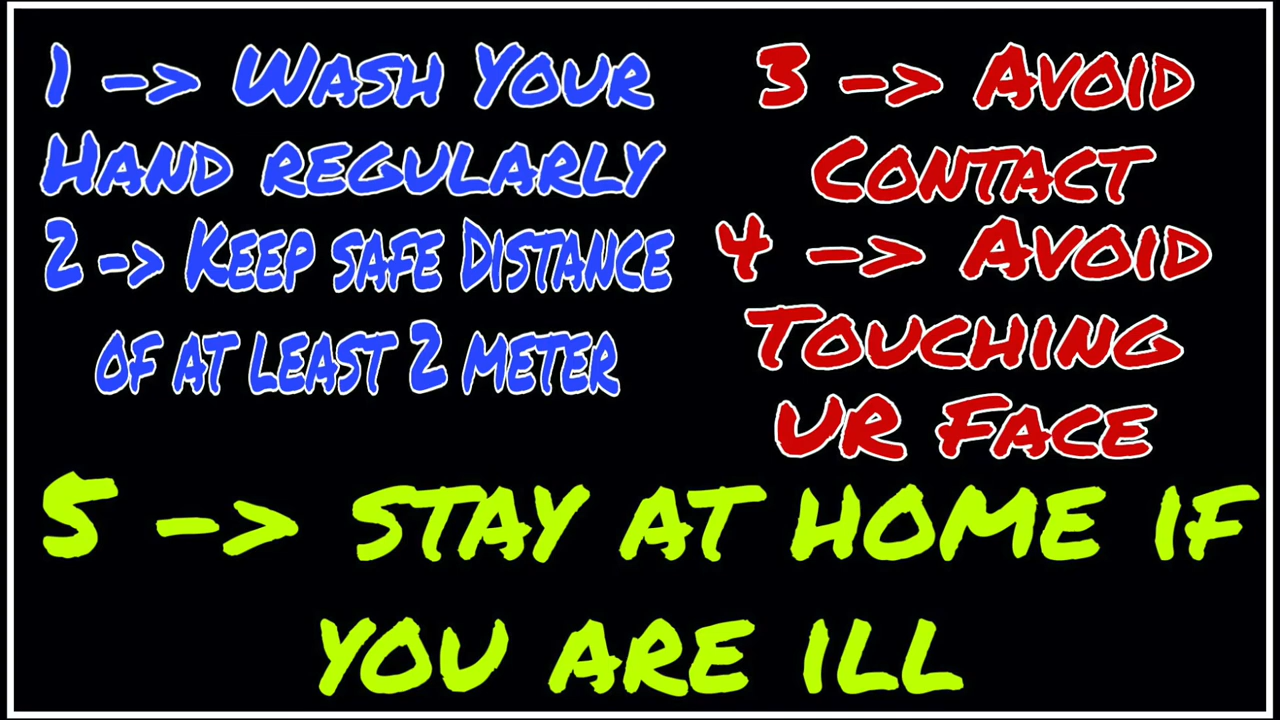 1 -> Wash Your
Hand regularly
2 -> Keep safe Distance
of at least 2 meter
3 -> Avoid
Contact
4 -> Avoid
Touching
UR Face
5 -> STAY AT HOME IF
YOU ARE ILL